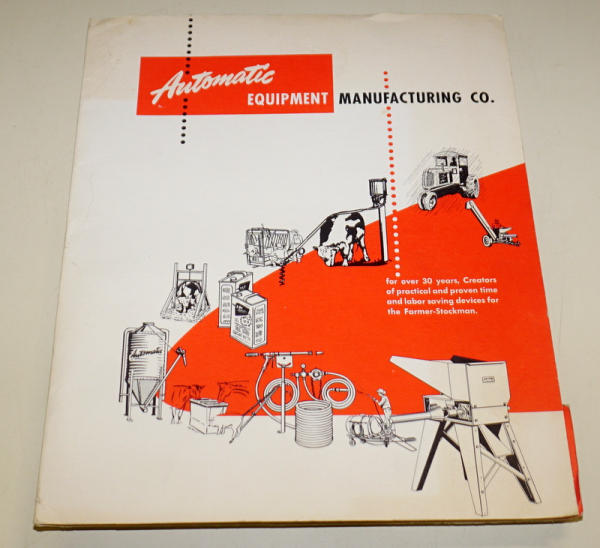 Automatic
EQUIPMENT MANUFACTURING CO.
for over 30 years, Creators
of practical and proven time
and labor saving devices for
the Farmer-Stockman.
Automatic